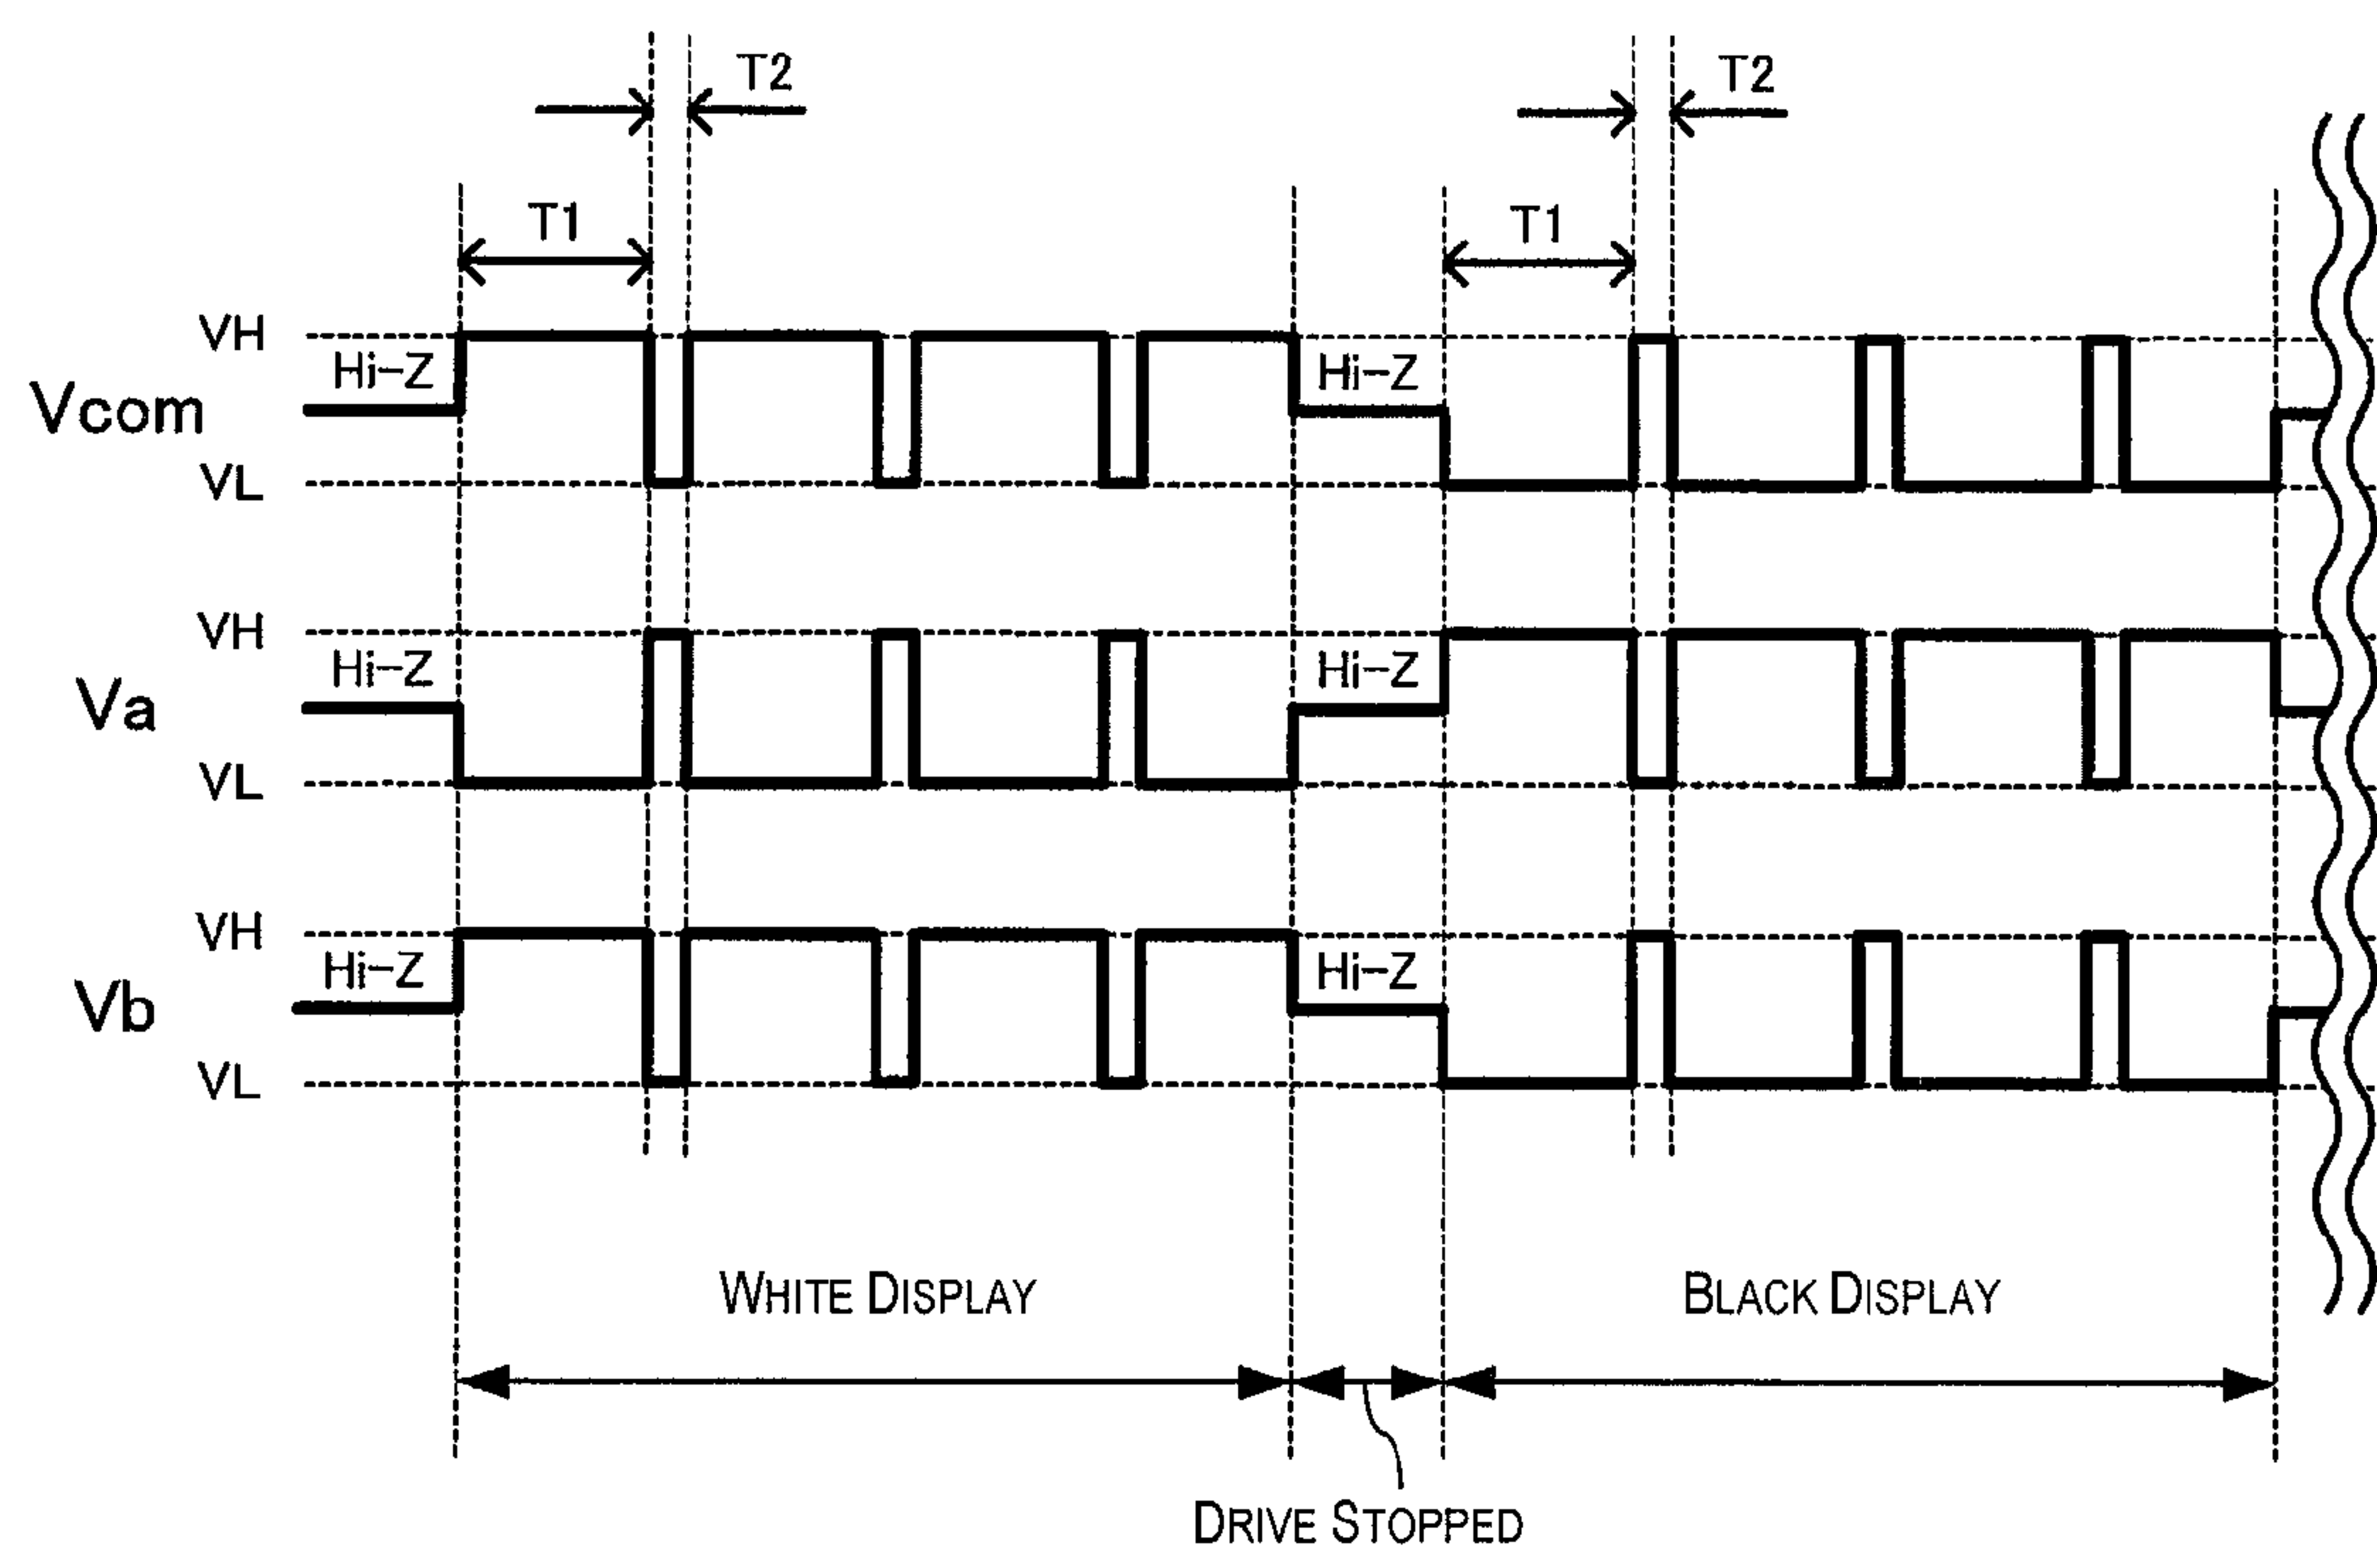 T2 T2
T1 T1
VH
Hi-Z Hi-Z
Vcom
VL
VH
Hi-Z Hi-Z
Va
VL
VH
Hi-Z Hi-Z
Vb
VL
WHITE DISPLAY BLACK DISPLAY
DRIVE STOPPED